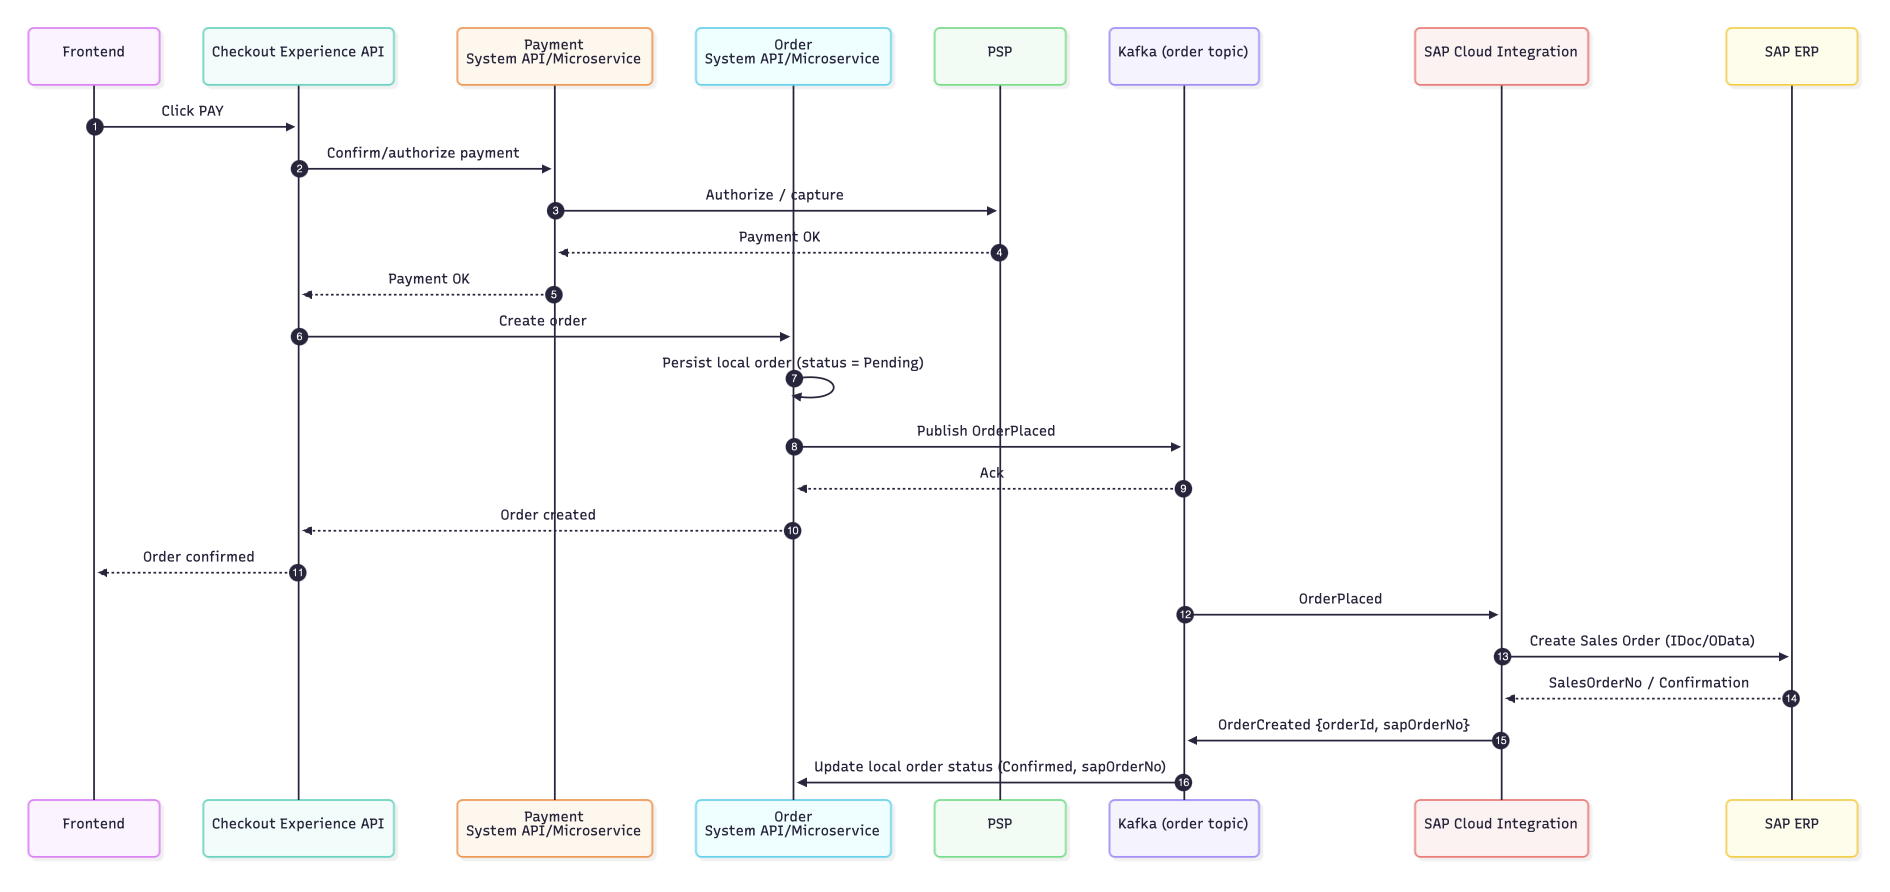 Frontend
Checkout Experience API
Payment
System API/Microservice
Order
System API/Microservice
PSP
Kafka (order topic)
SAP Cloud Integration
SAP ERP
Click PAY
1
Confirm/authorize payment
2
Authorize / capture
3
Payment OK
4
Payment OK
5
Create order
6
Persist local order (status = Pending)
7
Publish OrderPlaced
8
Ack
9
Order created
10
Order confirmed
11
OrderPlaced
12
Create Sales Order (IDoc/OData)
13
SalesOrderNo / Confirmation
14
OrderCreated {orderId, sapOrderNo}
15
Update local order status (Confirmed, sapOrderNo)
16
Frontend
Checkout Experience API
Payment
System API/Microservice
Order
System API/Microservice
PSP
Kafka (order topic)
SAP Cloud Integration
SAP ERP